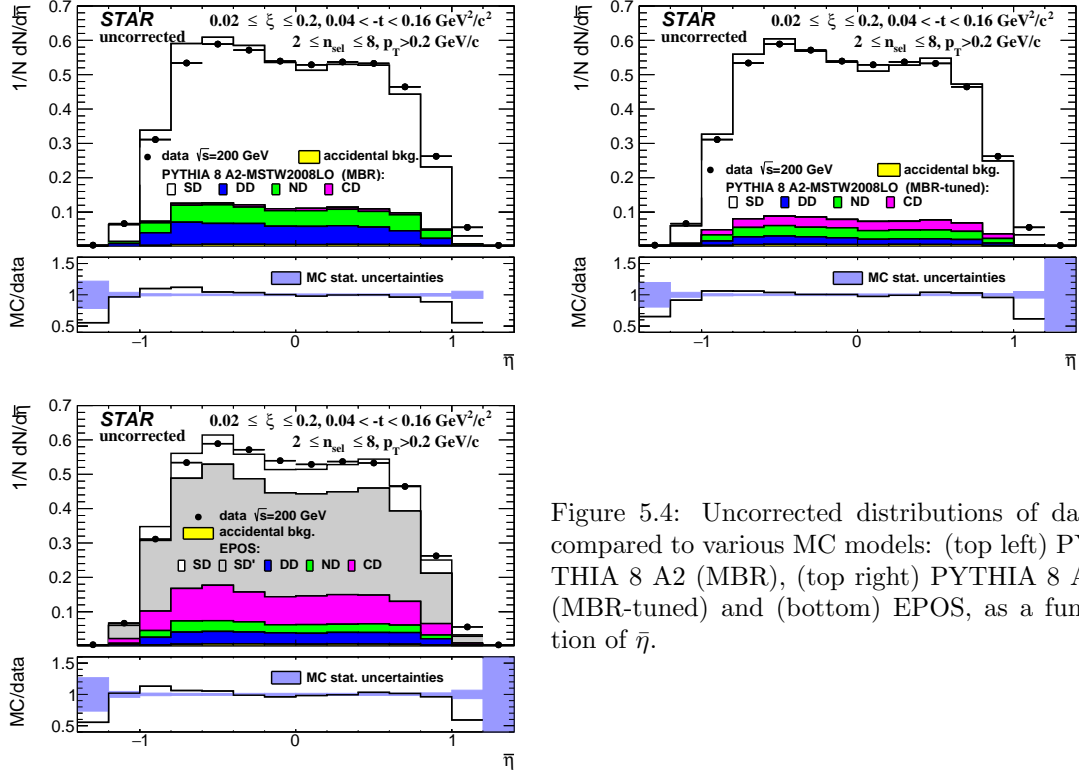 1/N dN/dη̅
STAR
uncorrected
0.02 ≤ ξ ≤0.2, 0.04 < -t < 0.16 GeV²/c²
2 ≤ n_sel ≤ 8, p_T>0.2 GeV/c
0.7
0.6
0.5
0.4
0.3
0.2
0.1
data √s=200 GeV
accidental bkg.
PYTHIA 8 A2-MSTW2008LO (MBR):
SD DD ND CD
MC/data
1.5
1
0.5
MC stat. uncertainties
−1 0 1
η̅
1/N dN/dη̅
STAR
uncorrected
0.02 ≤ ξ ≤0.2, 0.04 < -t < 0.16 GeV²/c²
2 ≤ n_sel ≤ 8, p_T>0.2 GeV/c
0.7
0.6
0.5
0.4
0.3
0.2
0.1
data √s=200 GeV
accidental bkg.
PYTHIA 8 A2-MSTW2008LO (MBR-tuned):
SD DD ND CD
MC/data
1.5
1
0.5
MC stat. uncertainties
−1 0 1
η̅
1/N dN/dη̅
STAR
uncorrected
0.02 ≤ ξ ≤0.2, 0.04 < -t < 0.16 GeV²/c²
2 ≤ n_sel ≤ 8, p_T>0.2 GeV/c
0.7
0.6
0.5
0.4
0.3
0.2
0.1
data √s=200 GeV
accidental bkg.
EPOS:
SD SD' DD ND CD
MC/data
1.5
1
0.5
MC stat. uncertainties
−1 0 1
η̅
Figure 5.4: Uncorrected distributions of da
compared to various MC models: (top left) PY
THIA 8 A2 (MBR), (top right) PYTHIA 8 A
(MBR-tuned) and (bottom) EPOS, as a fun
tion of η̅.